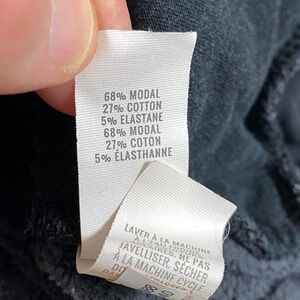 68% MODAL
27% COTTON
5% ELASTANE
68% MODAL
27% COTON
5% ÉLASTHANNE
LAVER À LA MACHINE
NE PAS
JAVELLISER. SÉCHER
À LA MACHINE, CYCLE